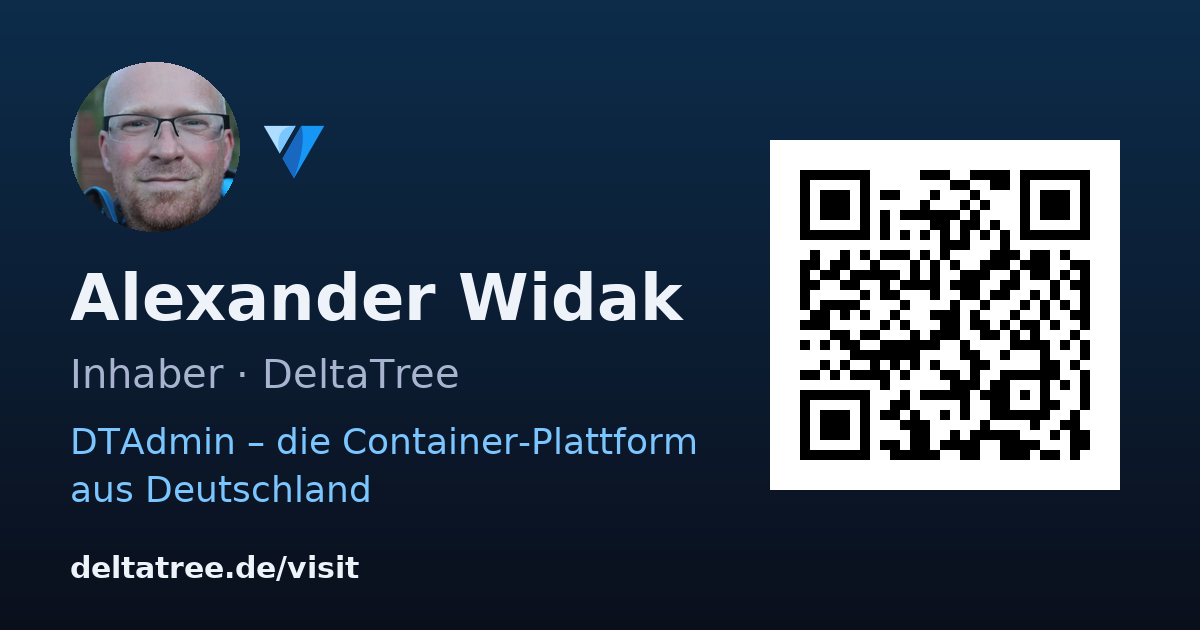 Alexander Widak
Inhaber · DeltaTree
DTAdmin – die Container-Plattform
aus Deutschland
deltatree.de/visit